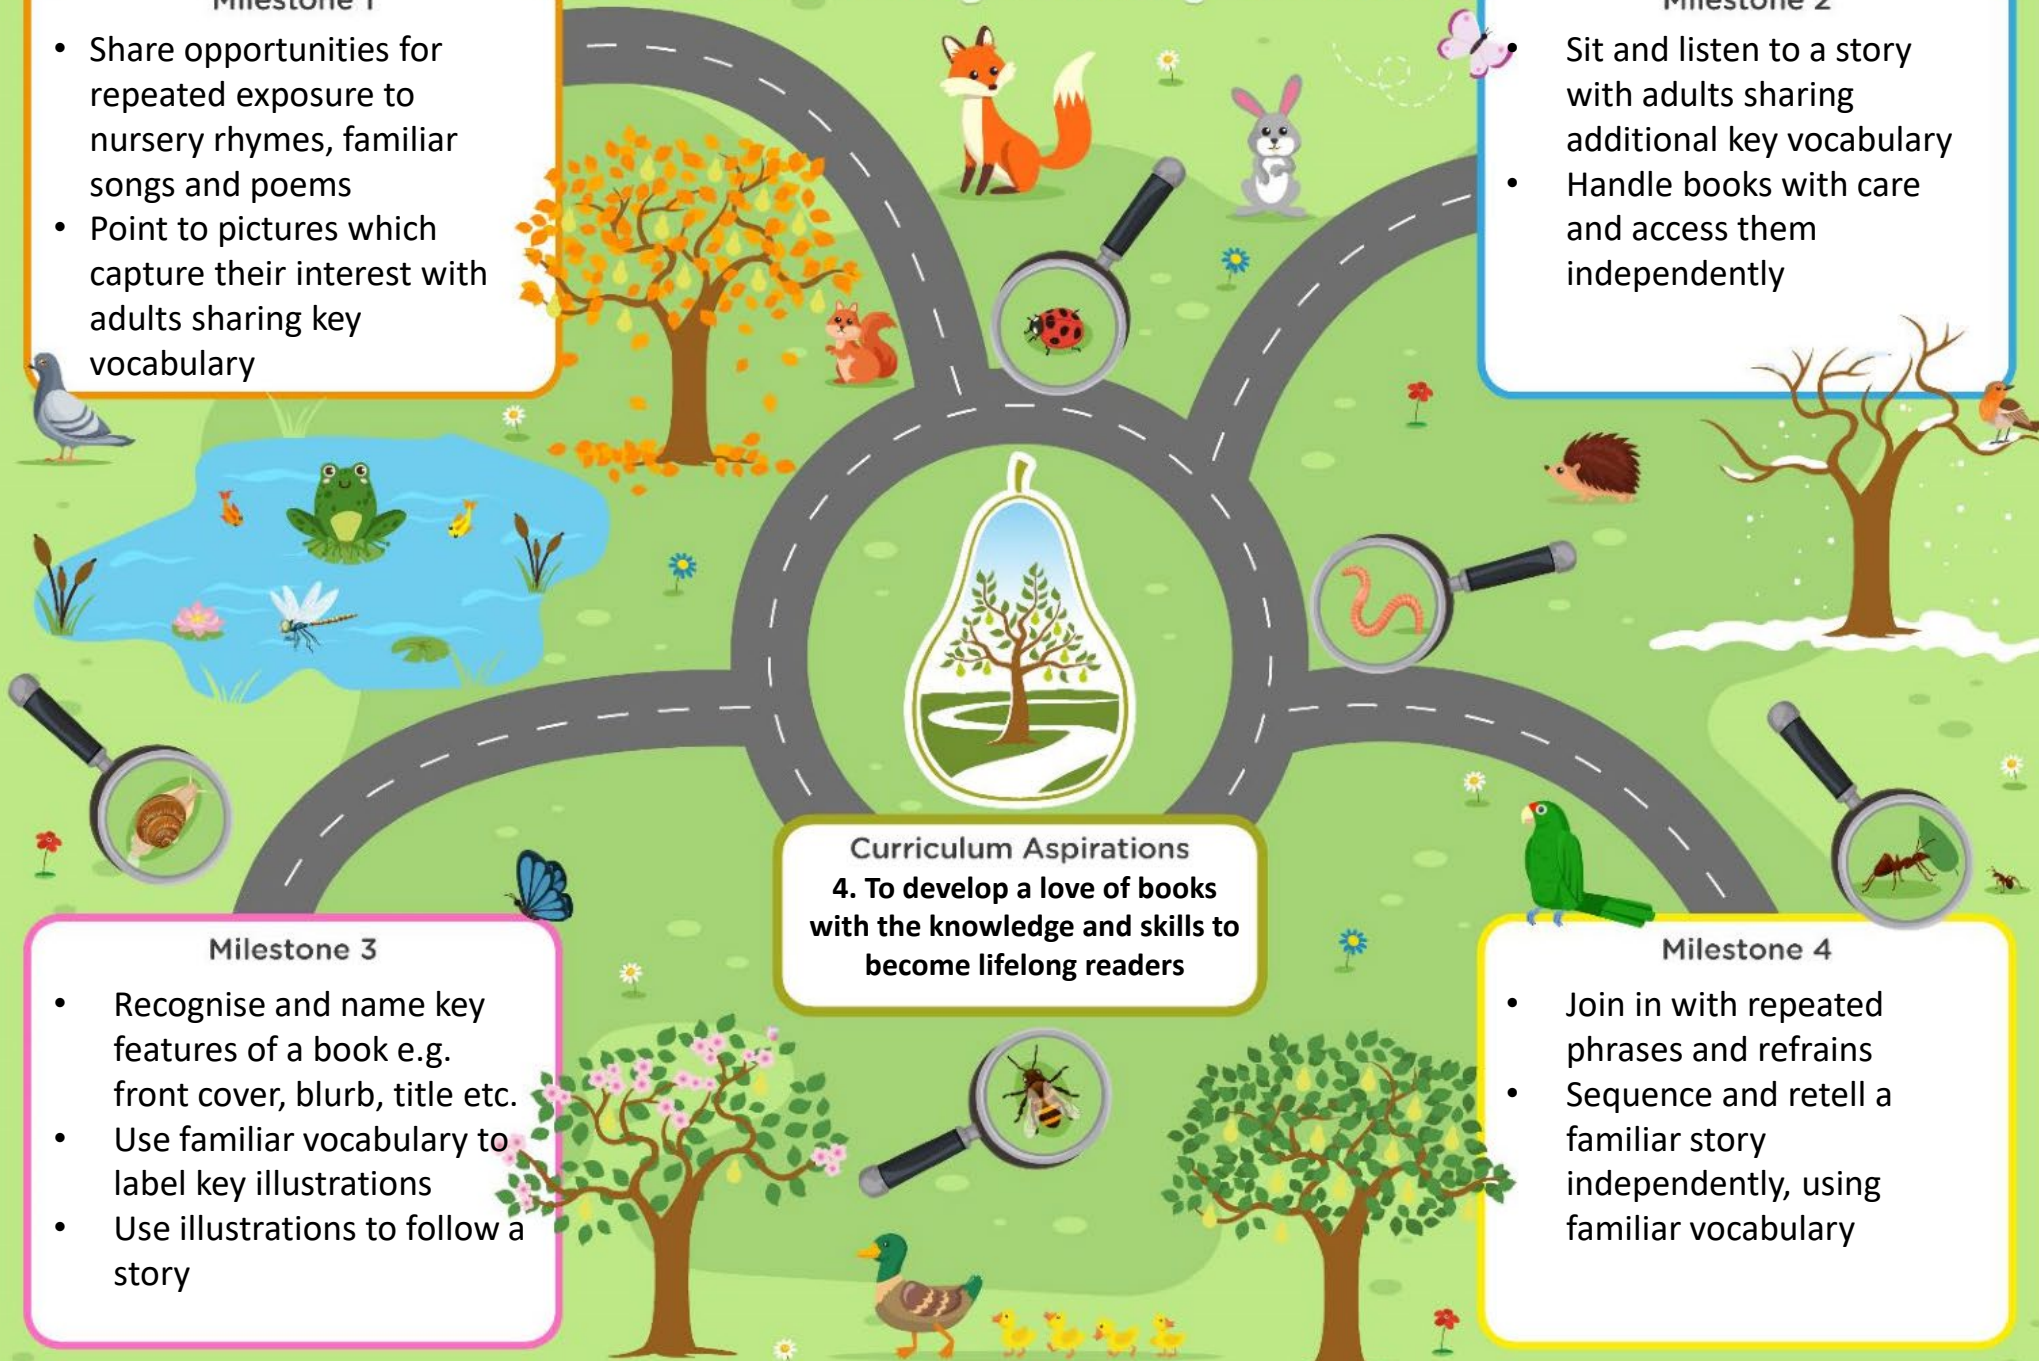 Milestone 1
• Share opportunities for
repeated exposure to
nursery rhymes, familiar
songs and poems
• Point to pictures which
capture their interest with
adults sharing key
vocabulary
Milestone 2
• Sit and listen to a story
with adults sharing
additional key vocabulary
• Handle books with care
and access them
independently
Curriculum Aspirations
4. To develop a love of books
with the knowledge and skills to
become lifelong readers
Milestone 3
• Recognise and name key
features of a book e.g.
front cover, blurb, title etc.
• Use familiar vocabulary to
label key illustrations
• Use illustrations to follow a
story
Milestone 4
• Join in with repeated
phrases and refrains
• Sequence and retell a
familiar story
independently, using
familiar vocabulary